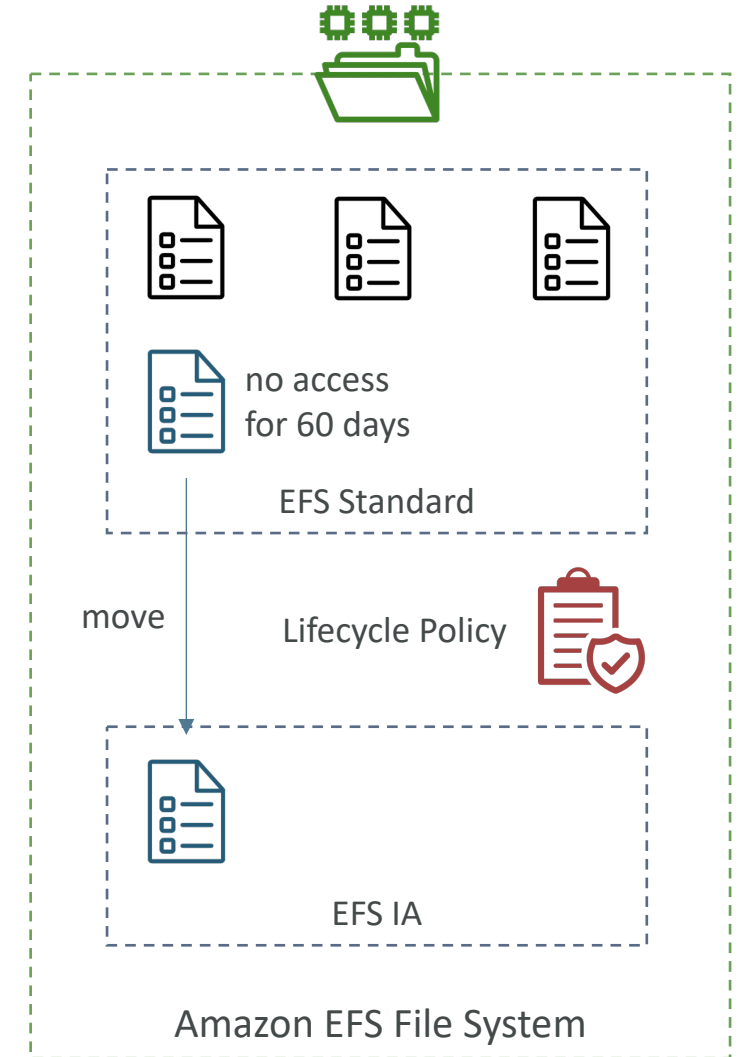 no access
for 60 days
EFS Standard
move
Lifecycle Policy
EFS IA
Amazon EFS File System